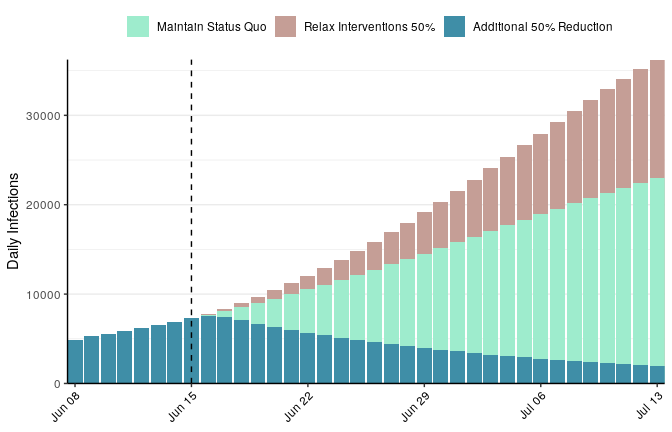 Maintain Status Quo Relax Interventions 50% Additional 50% Reduction
Daily Infections
30000
20000
10000
0
Jun 08 Jun 15 Jun 22 Jun 29 Jul 06 Jul 13